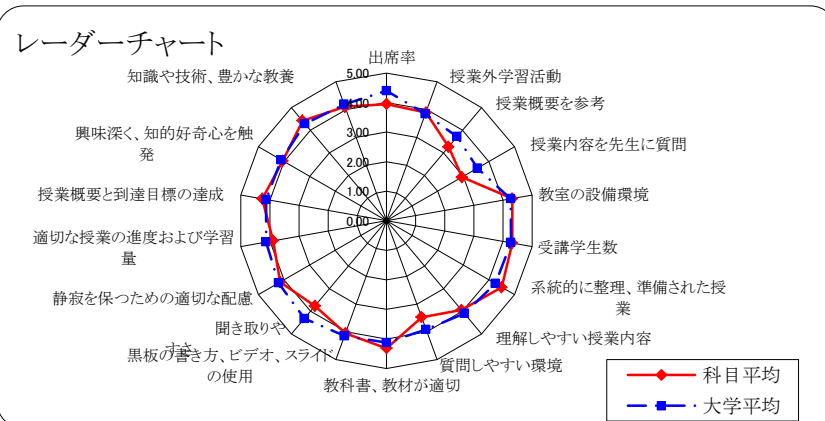 レーダーチャート
出席率
授業外学習活動
授業概要を参考
授業内容を先生に質問
教室の設備環境
受講学生数
系統的に整理、準備された授
業
理解しやすい授業内容
質問しやすい環境
教科書、教材が適切
黒板の書き方、ビデオ、スライド
の使用
聞き取りや
すさ
静寂を保つための適切な配慮
適切な授業の進度および学習
量
授業概要と到達目標の達成
興味深く、知的好奇心を触
発
知識や技術、豊かな教養
5.00
4.00
3.00
2.00
1.00
0.00
科目平均
大学平均